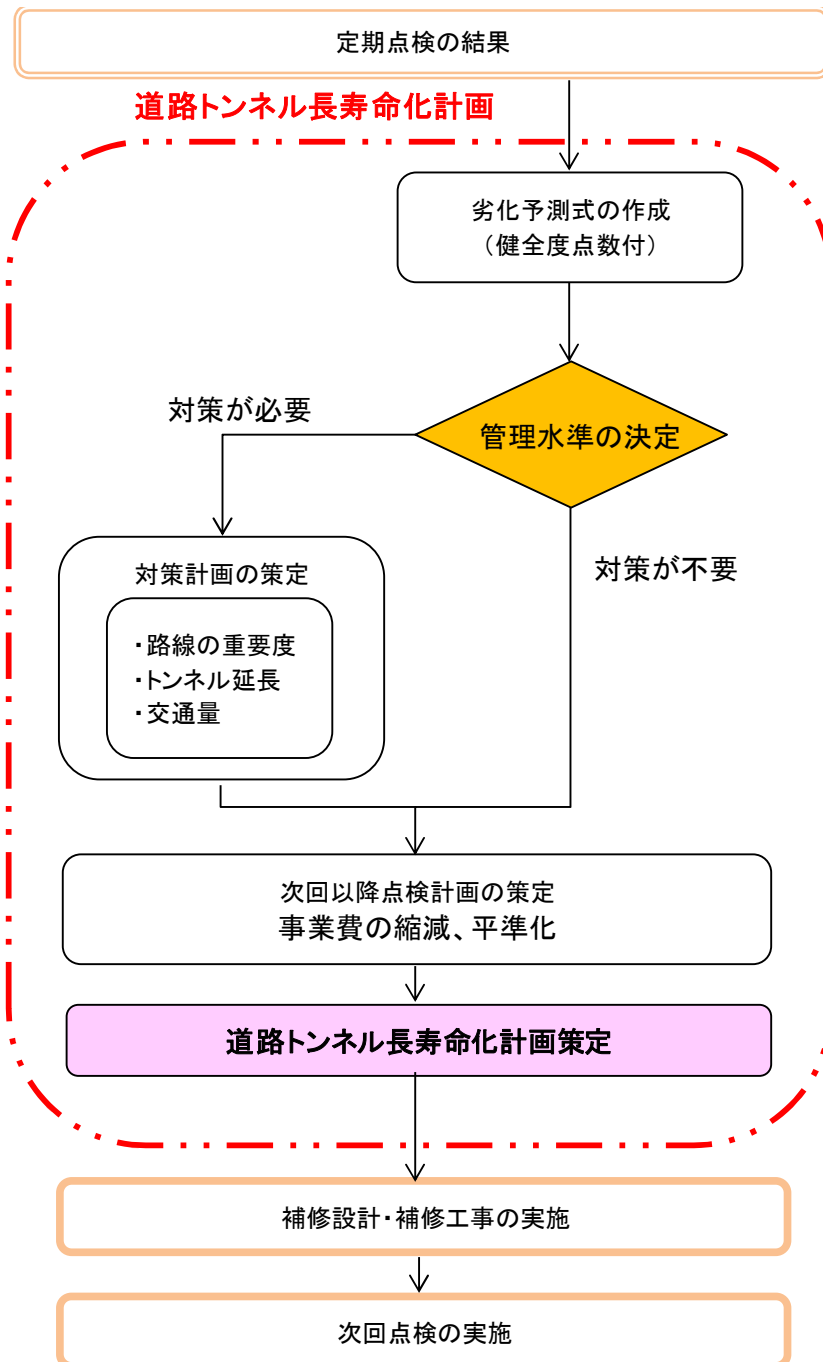 定期点検の結果
道路トンネル長寿命化計画
劣化予測式の作成
（健全度点数付）
管理水準の決定
対策が必要
対策が不要
対策計画の策定
・路線の重要度
・トンネル延長
・交通量
次回以降点検計画の策定
事業費の縮減、平準化
道路トンネル長寿命化計画策定
補修設計・補修工事の実施
次回点検の実施